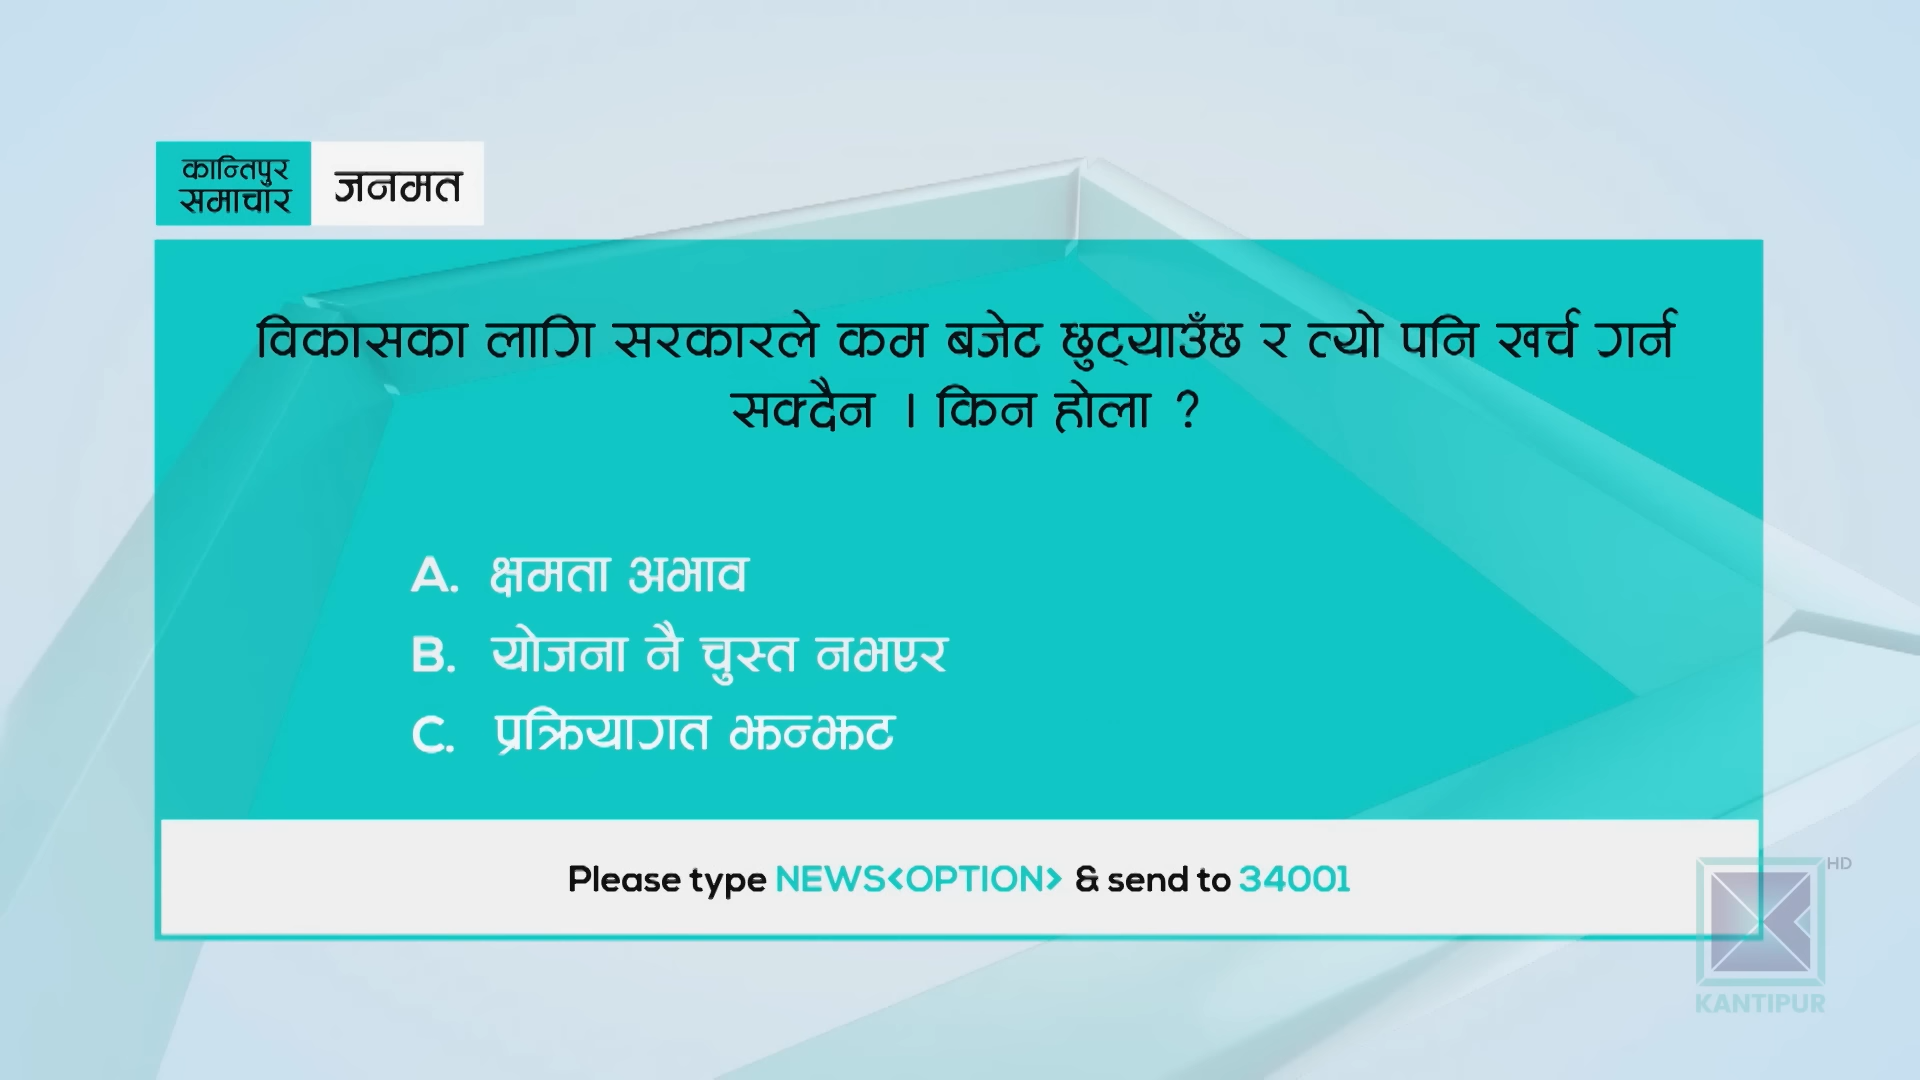 कान्तिपुर
समाचार
जनमत
विकासका लागि सरकारले कम बजेट छुट्याउँछ र त्यो पनि खर्च गर्न
सक्दैन । किन होला ?
A. क्षमता अभाव
B. योजना नै चुस्त नभएर
C. प्रक्रियागत झन्झट
Please type NEWS<OPTION> & send to 34001
HD
KANTIPUR